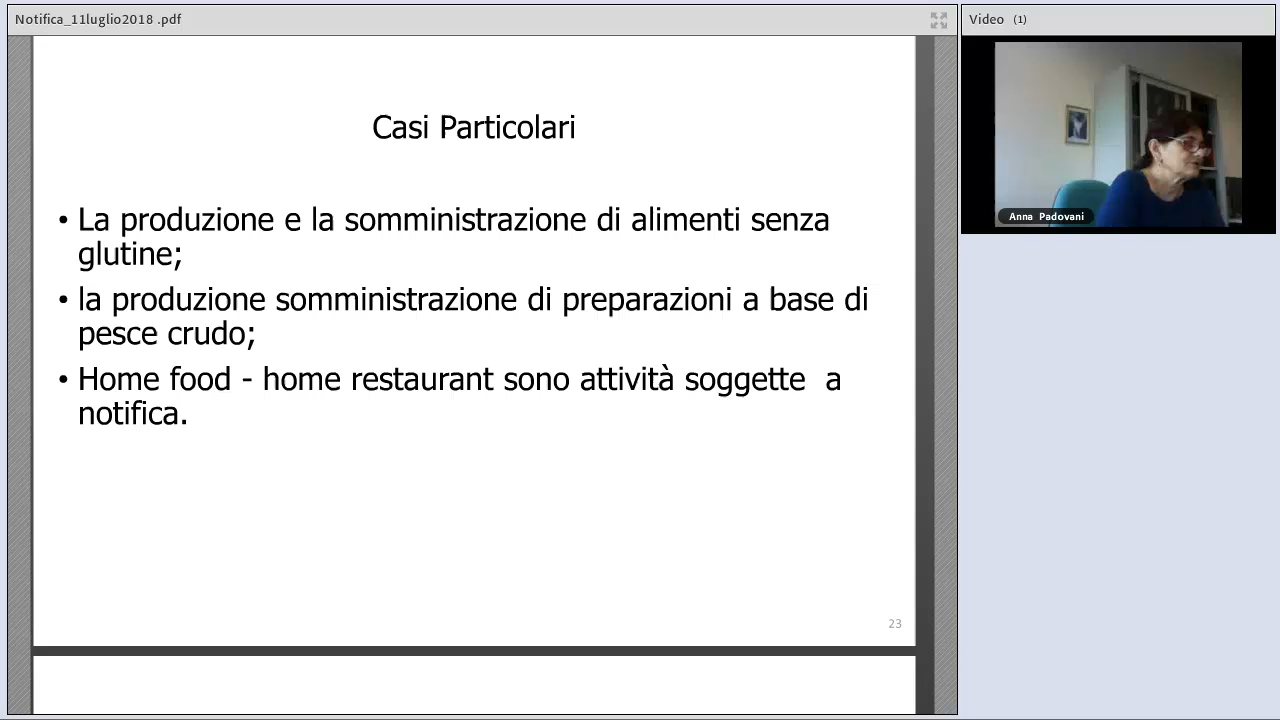 Notifica_11luglio2018 .pdf
Video (1)
Casi Particolari
• La produzione e la somministrazione di alimenti senza
glutine;
• la produzione somministrazione di preparazioni a base di
pesce crudo;
• Home food - home restaurant sono attività soggette  a
notifica.
23
Anna Padovani